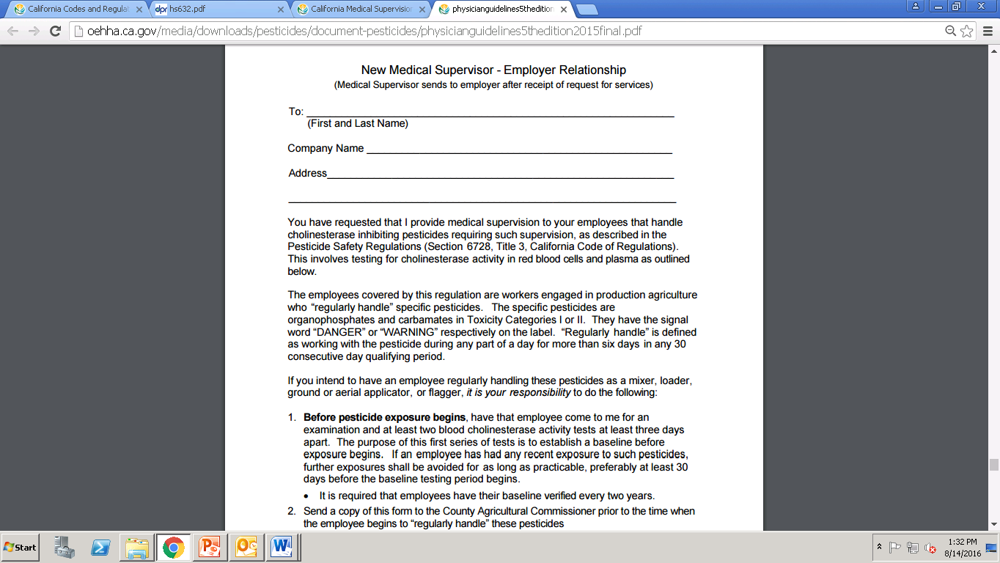 California Codes and Regulat
hs632.pdf
California Medical Supervision
physicianguidelines5thedition
oehha.ca.gov/media/downloads/pesticides/document-pesticides/physicianguidelines5thedition2015final.pdf
New Medical Supervisor - Employer Relationship
(Medical Supervisor sends to employer after receipt of request for services)
To:
(First and Last Name)
Company Name
Address
You have requested that I provide medical supervision to your employees that handle
cholinesterase inhibiting pesticides requiring such supervision, as described in the
Pesticide Safety Regulations (Section 6728, Title 3, California Code of Regulations).
This involves testing for cholinesterase activity in red blood cells and plasma as outlined
below.
The employees covered by this regulation are workers engaged in production agriculture
who “regularly handle” specific pesticides. The specific pesticides are
organophosphates and carbamates in Toxicity Categories I or II. They have the signal
word “DANGER” or “WARNING” respectively on the label. “Regularly handle” is defined
as working with the pesticide during any part of a day for more than six days in any 30
consecutive day qualifying period.
If you intend to have an employee regularly handling these pesticides as a mixer, loader,
ground or aerial applicator, or flagger, it is your responsibility to do the following:
1. Before pesticide exposure begins, have that employee come to me for an
examination and at least two blood cholinesterase activity tests at least three days
apart. The purpose of this first series of tests is to establish a baseline before
exposure begins. If an employee has had any recent exposure to such pesticides,
further exposures shall be avoided for as long as practicable, preferably at least 30
days before the baseline testing period begins.
• It is required that employees have their baseline verified every two years.
2. Send a copy of this form to the County Agricultural Commissioner prior to the time when
the employee begins to “regularly handle” these pesticides
Start
1:32 PM
8/14/2016